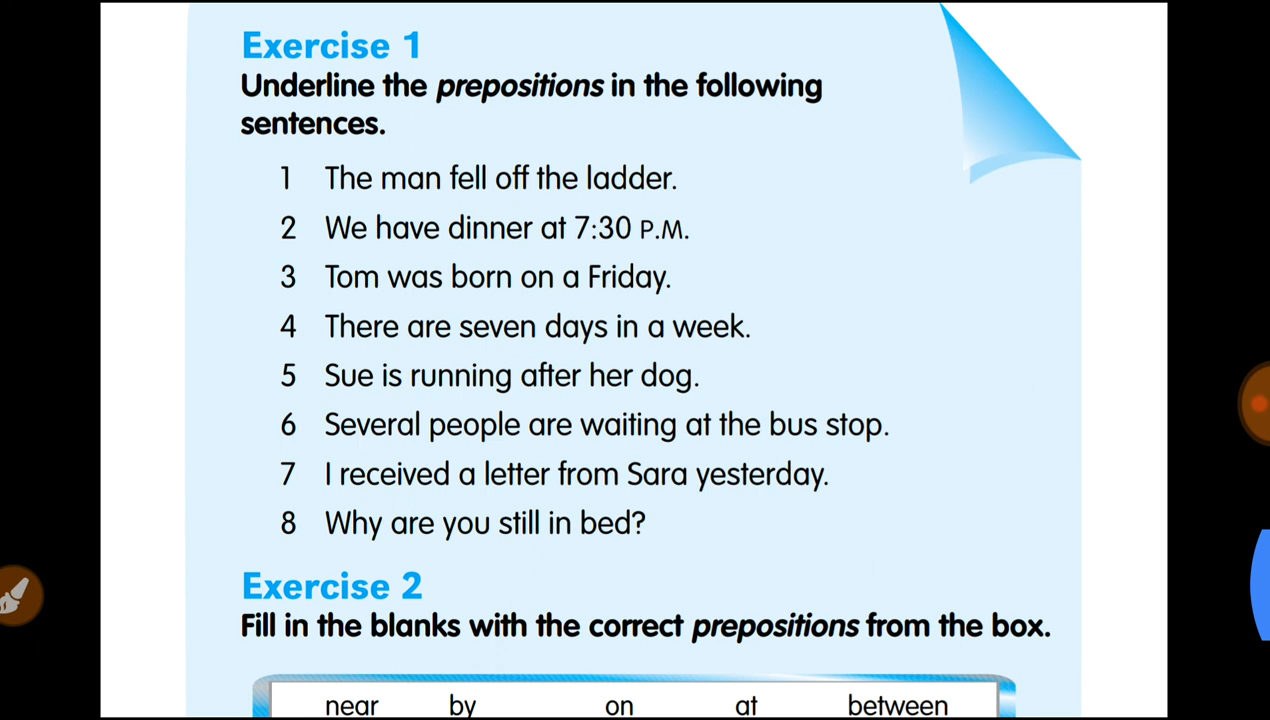 Exercise 1
Underline the prepositions in the following
sentences.
1 The man fell off the ladder.
2 We have dinner at 7:30 P.M.
3 Tom was born on a Friday.
4 There are seven days in a week.
5 Sue is running after her dog.
6 Several people are waiting at the bus stop.
7 I received a letter from Sara yesterday.
8 Why are you still in bed?
Exercise 2
Fill in the blanks with the correct prepositions from the box.
near by on at between